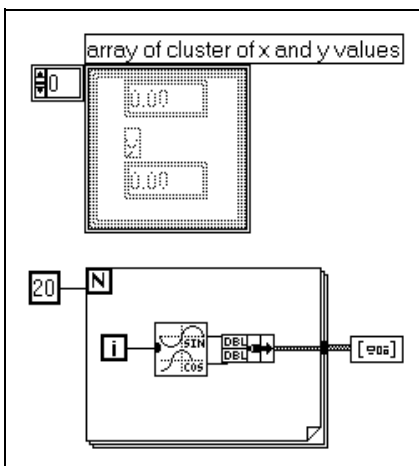 array of cluster of x and y values
0
0.00
y
0.00
20
N
i
SIN
COS
DBL
DBL